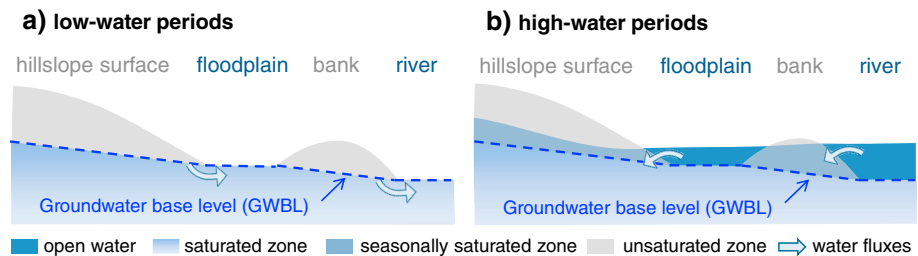 a) low-water periods
hillslope surface floodplain bank river
Groundwater base level (GWBL)
b) high-water periods
hillslope surface floodplain bank river
Groundwater base level (GWBL)
open water saturated zone seasonally saturated zone unsaturated zone water fluxes